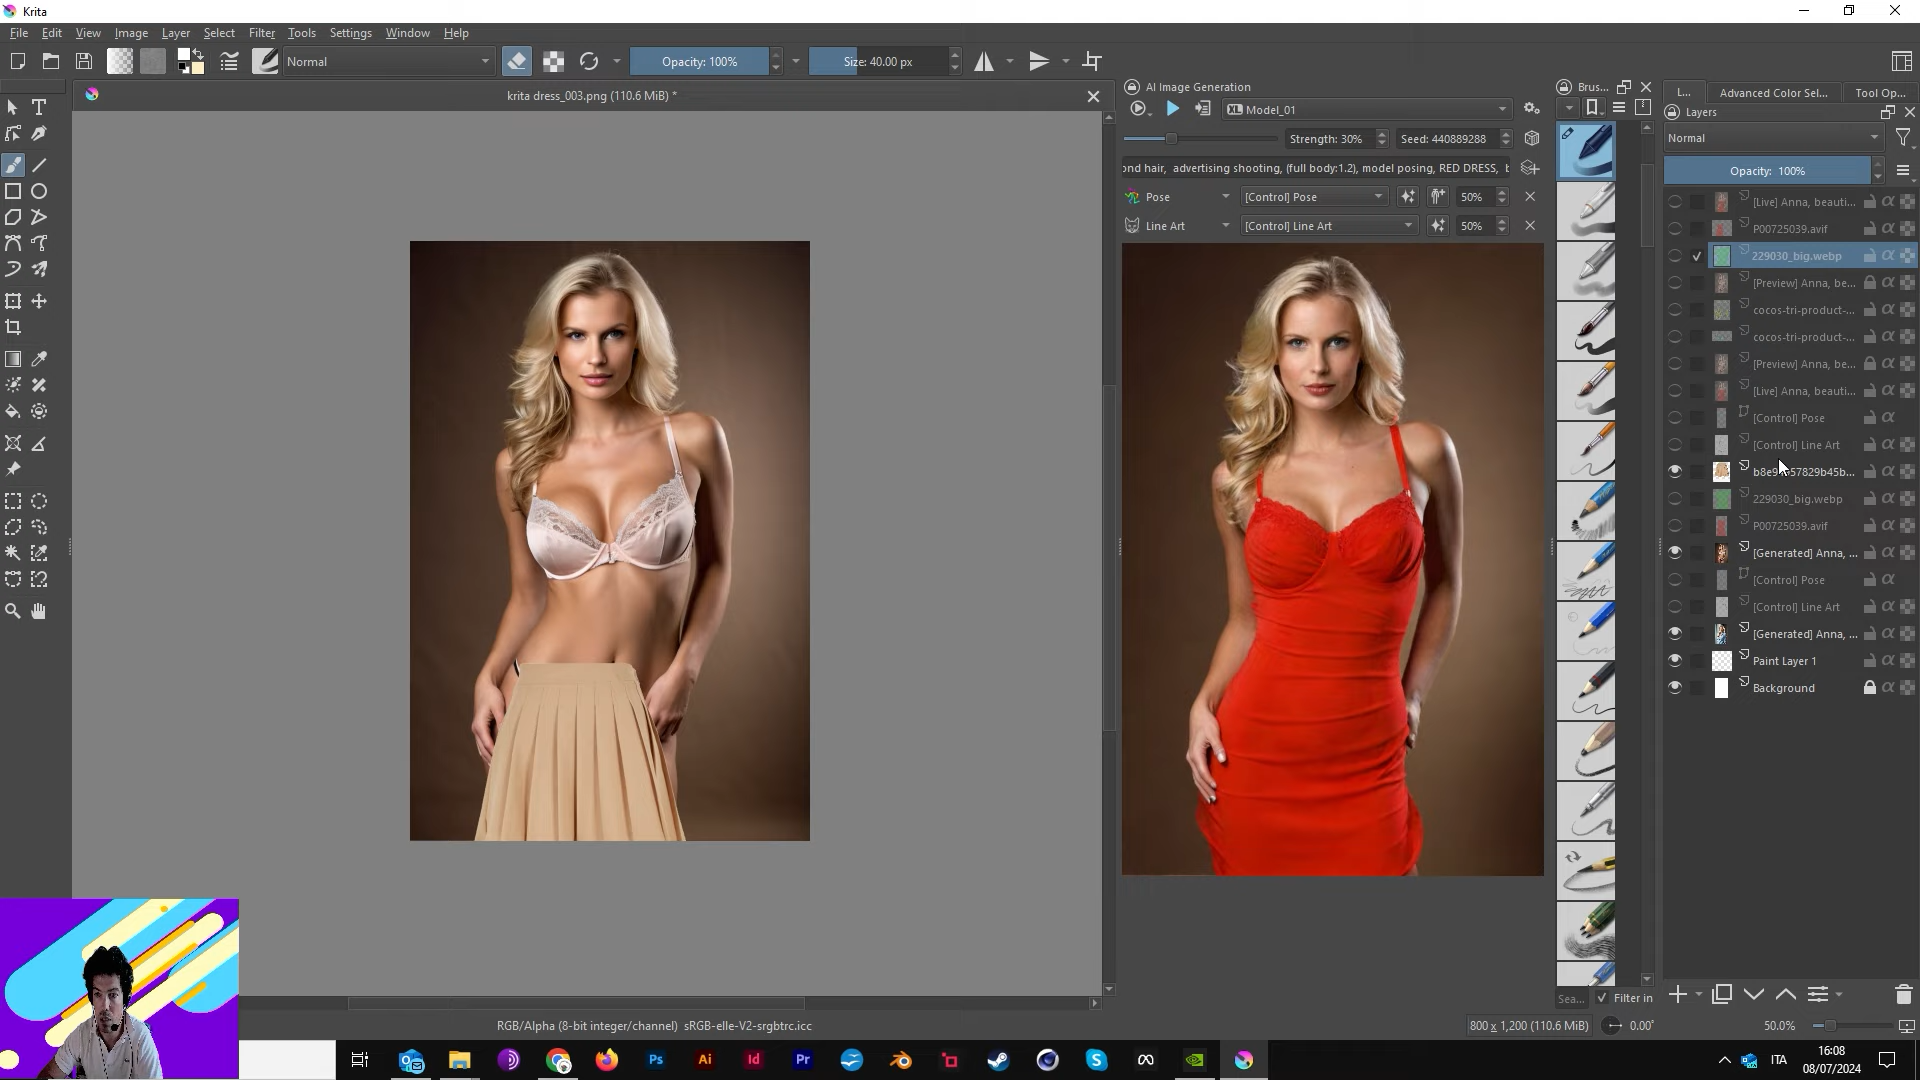 Krita
File Edit View Image Layer Select Filter Tools Settings Window Help
Normal
Opacity: 100%
Size: 40.00 px
krita dress_003.png (110.6 MiB) *
AI Image Generation
XL Model_01
Strength: 30%
Seed: 440889288
ond hair, advertising shooting, (full body:1.2), model posing, RED DRESS,
Pose
[Control] Pose
50%
Line Art
[Control] Line Art
50%
Brus...
L...
Advanced Color Sel...
Tool Op...
Layers
Normal
Opacity: 100%
[Live] Anna, beauti...
P00725039.avif
229030_big.webp
[Preview] Anna, be...
cocos-tri-product-...
cocos-tri-product-...
[Preview] Anna, be...
[Live] Anna, beauti...
[Control] Pose
[Control] Line Art
229030_big.webp
P00725039.avif
[Generated] Anna, ...
[Control] Pose
[Control] Line Art
[Generated] Anna, ...
Paint Layer 1
Background
Sea...
Filter in
RGB/Alpha (8-bit integer/channel) sRGB-elle-V2-srgbtrc.icc
800 x 1,200 (110.6 MiB)
0.00°
50.0%
Ps
Ai
Id
Pr
ITA
16:08
08/07/2024